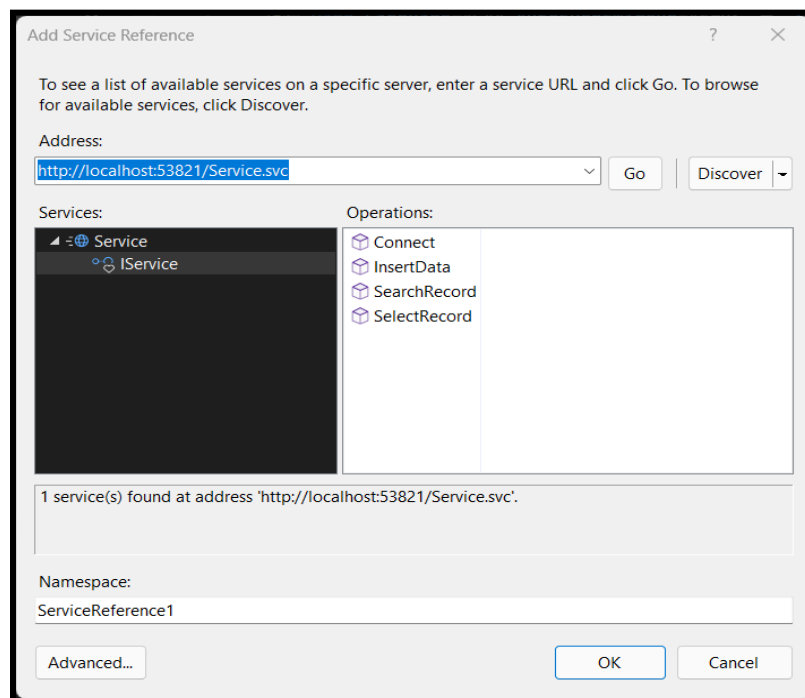 Add Service Reference
?
To see a list of available services on a specific server, enter a service URL and click Go. To browse
for available services, click Discover.
Address:
http://localhost:53821/Service.svc
Go
Discover
Services:
Operations:
Service
IService
Connect
InsertData
SearchRecord
SelectRecord
1 service(s) found at address 'http://localhost:53821/Service.svc'.
Namespace:
ServiceReference1
Advanced...
OK
Cancel